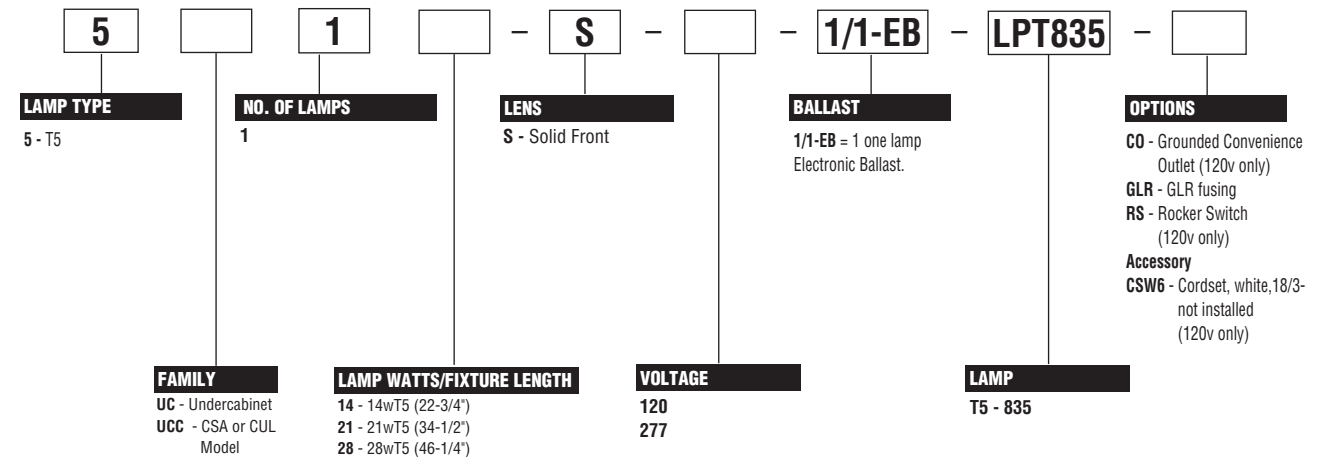 5 1 – S – – 1/1-EB – LPT835 –
LAMP TYPE
5 - T5
NO. OF LAMPS
1
LENS
S - Solid Front
BALLAST
1/1-EB = 1 one lamp
Electronic Ballast.
OPTIONS
CO - Grounded Convenience
Outlet (120v only)
GLR - GLR fusing
RS - Rocker Switch
(120v only)
Accessory
CSW6 - Cordset, white,18/3-
not installed
(120v only)
FAMILY
UC - Undercabinet
UCC - CSA or CUL
Model
LAMP WATTS/FIXTURE LENGTH
14 - 14wT5 (22-3/4")
21 - 21wT5 (34-1/2")
28 - 28wT5 (46-1/4")
VOLTAGE
120
277
LAMP
T5 - 835